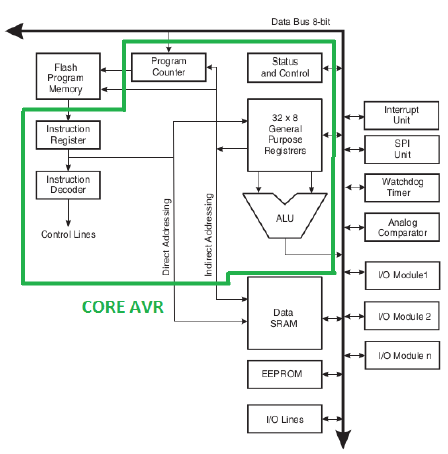 Data Bus 8-bit
Flash
Program
Memory
Program
Counter
Status
and Control
Instruction
Register
32 x 8
General
Purpose
Registrers
Interrupt
Unit
SPI
Unit
Instruction
Decoder
Watchdog
Timer
Direct Addressing
Indirect Addressing
ALU
Analog
Comparator
Control Lines
I/O Module1
CORE AVR
Data
SRAM
I/O Module 2
I/O Module n
EEPROM
I/O Lines